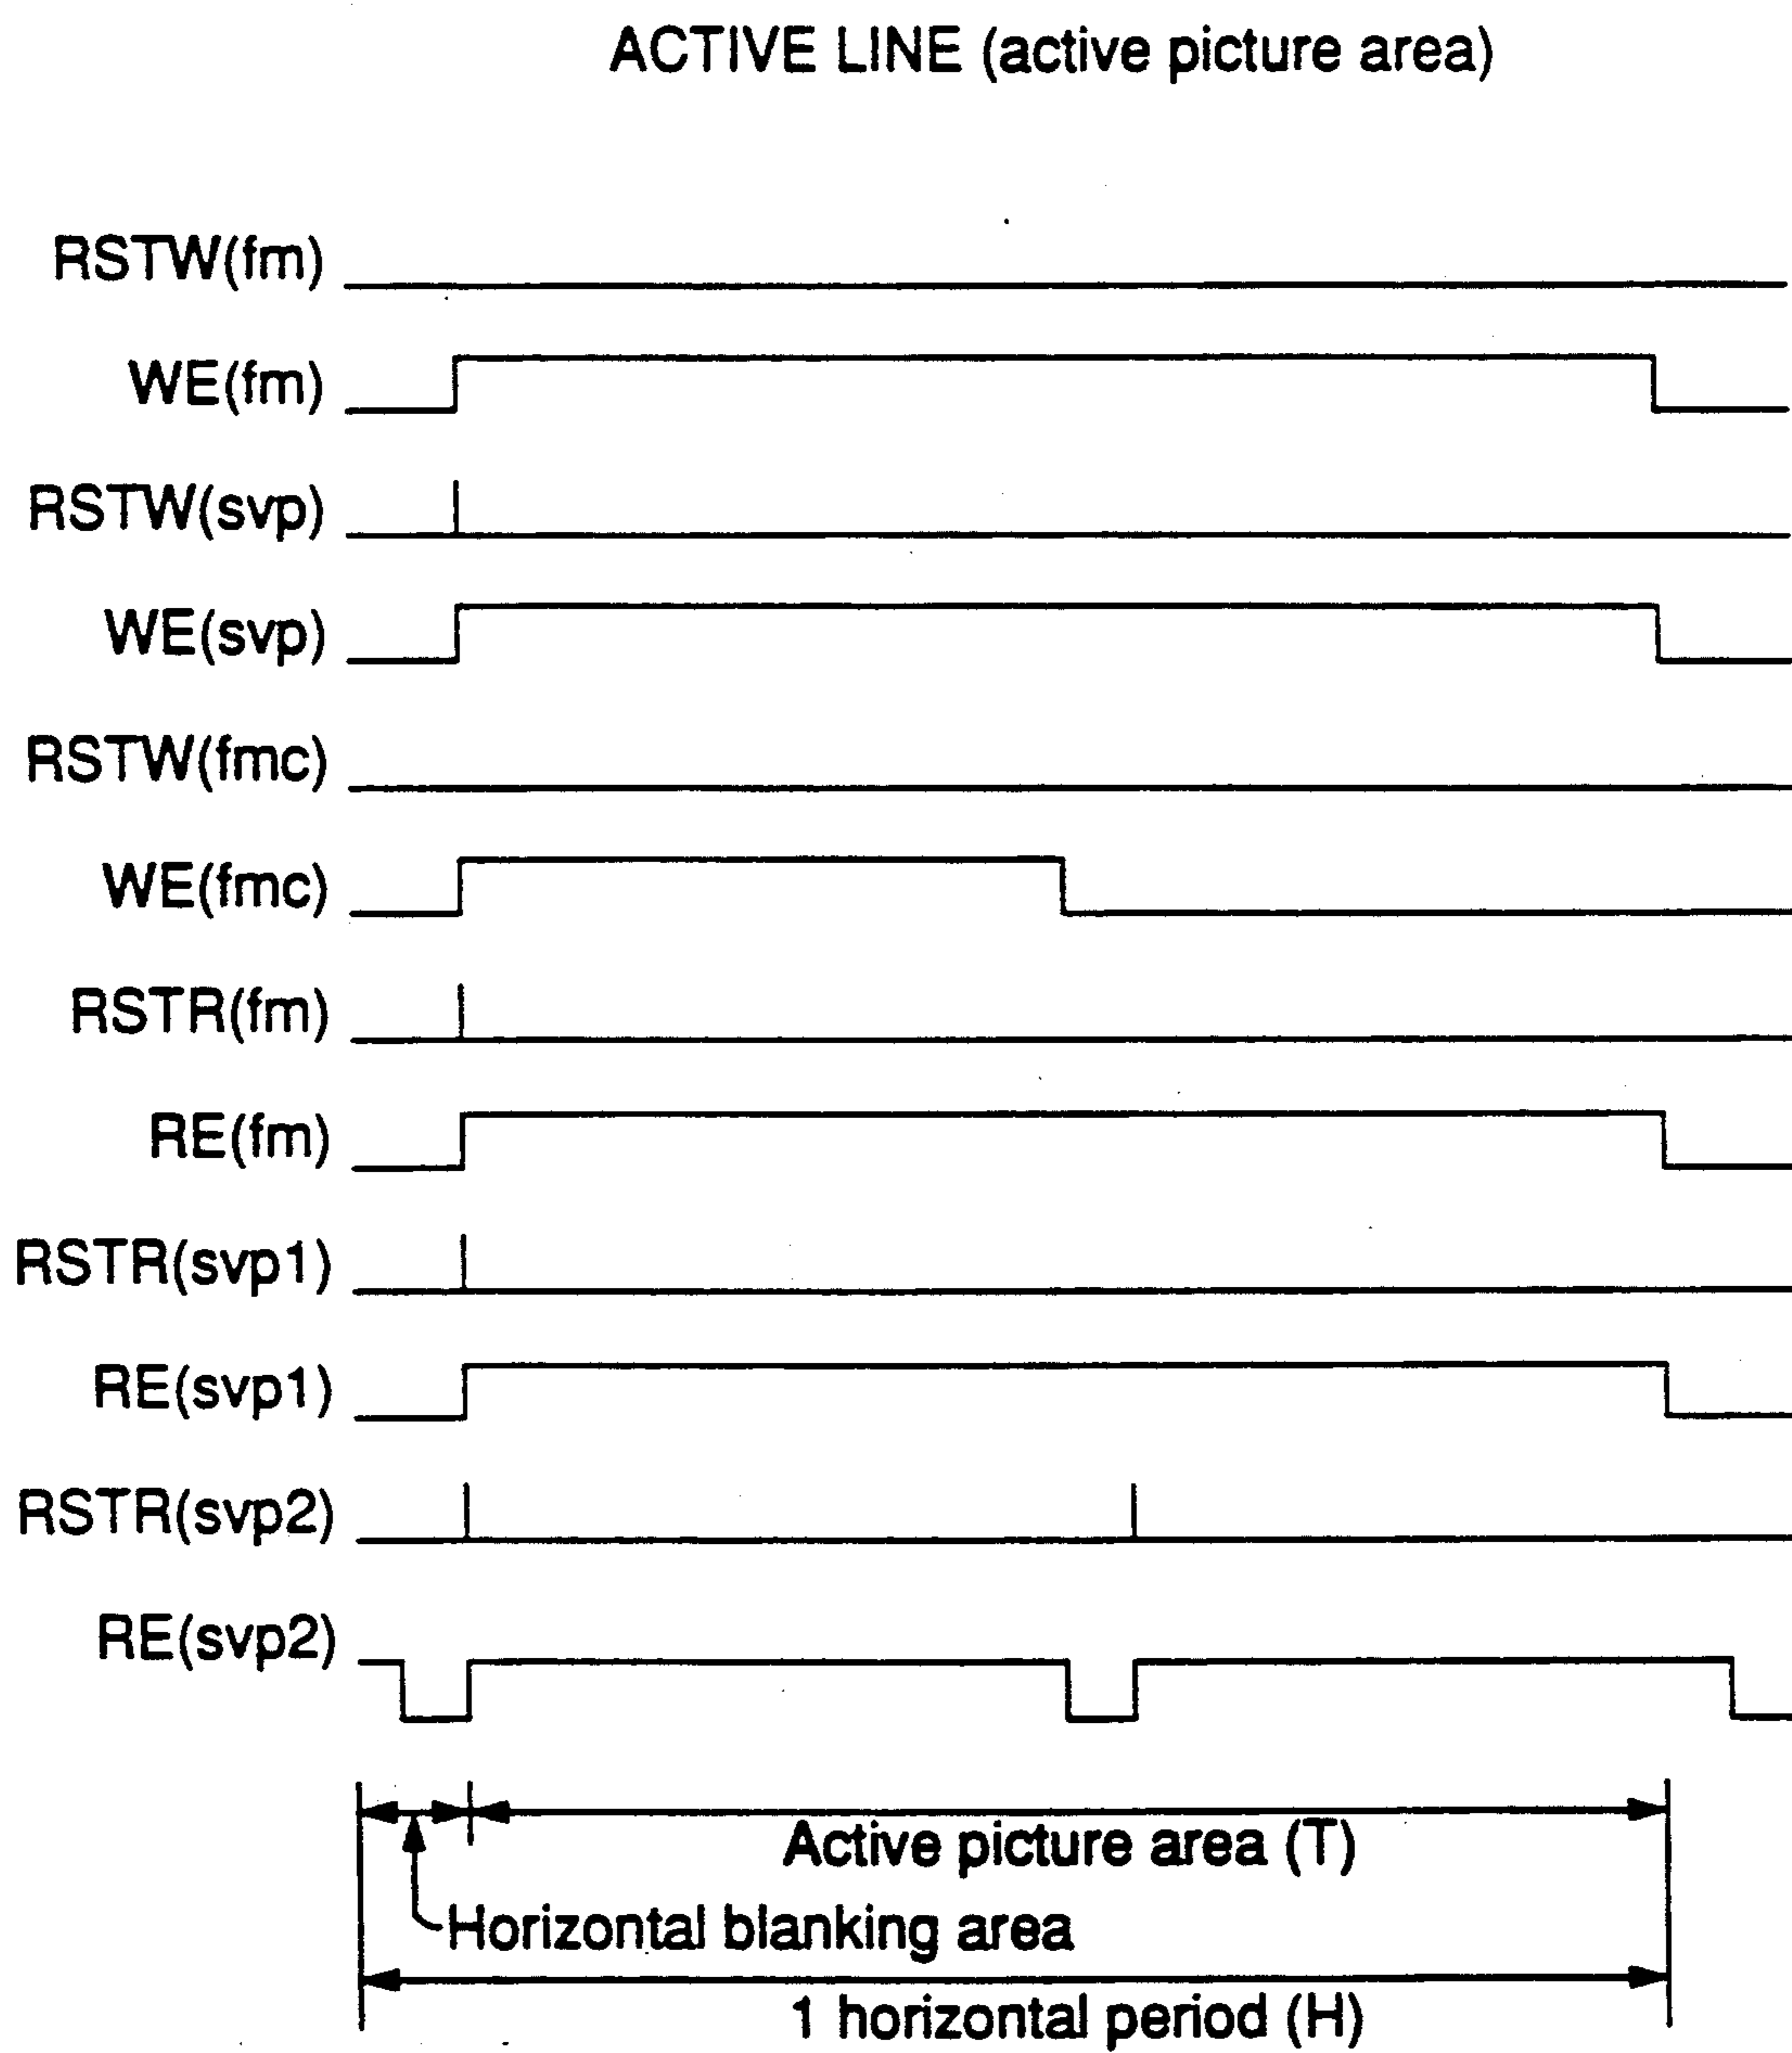 ACTIVE LINE (active picture area)
RSTW(fm)
WE(fm)
RSTW(svp)
WE(svp)
RSTW(fmc)
WE(fmc)
RSTR(fm)
RE(fm)
RSTR(svp1)
RE(svp1)
RSTR(svp2)
RE(svp2)
Active picture area (T)
Horizontal blanking area
1 horizontal period (H)